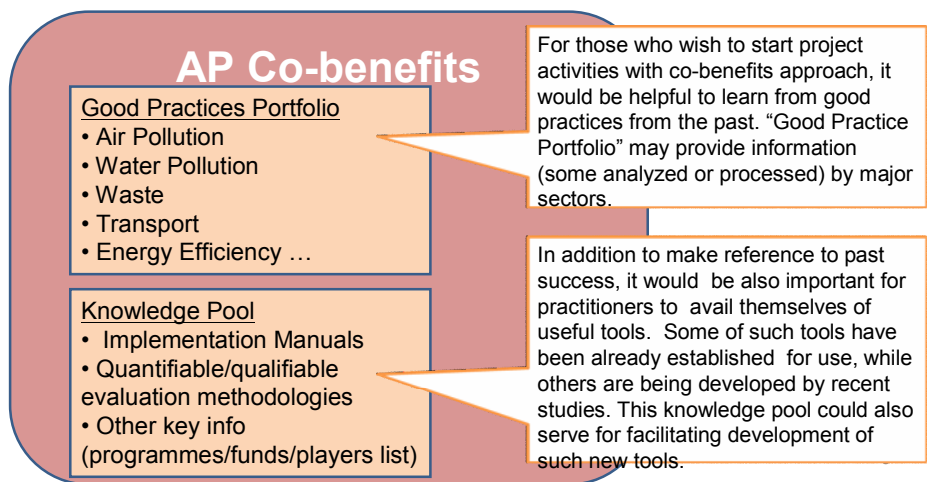 AP Co-benefits
Good Practices Portfolio
• Air Pollution
• Water Pollution
• Waste
• Transport
• Energy Efficiency …
For those who wish to start project
activities with co-benefits approach, it
would be helpful to learn from good
practices from the past. “Good Practice
Portfolio” may provide information
(some analyzed or processed) by major
sectors.
Knowledge Pool
• Implementation Manuals
• Quantifiable/qualifiable
evaluation methodologies
• Other key info
(programmes/funds/players list)
In addition to make reference to past
success, it would be also important for
practitioners to avail themselves of
useful tools. Some of such tools have
been already established for use, while
others are being developed by recent
studies. This knowledge pool could also
serve for facilitating development of
such new tools.